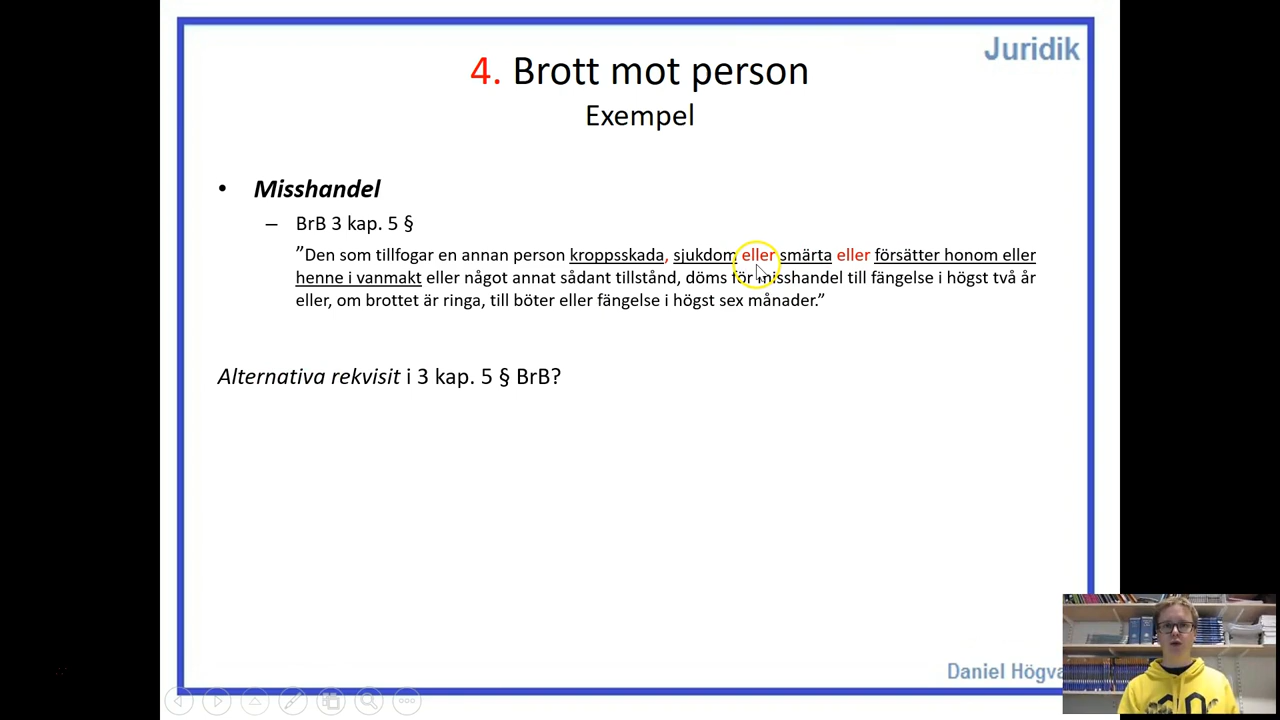 Juridik
4. Brott mot person
Exempel
• Misshandel
– BrB 3 kap. 5 §
”Den som tillfogar en annan person kroppsskada, sjukdom eller smärta eller försätter honom eller
henne i vanmakt eller något annat sådant tillstånd, döms för misshandel till fängelse i högst två år
eller, om brottet är ringa, till böter eller fängelse i högst sex månader.”
Alternativa rekvisit i 3 kap. 5 § BrB?
Daniel